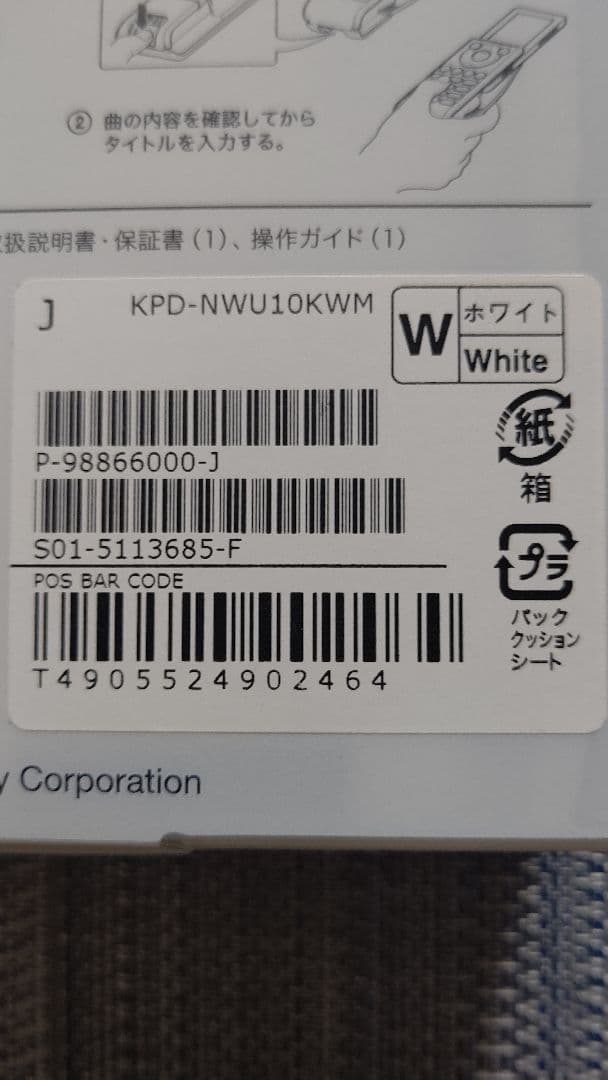 ② 曲の内容を確認してから
タイトルを入力する。
扱説明書・保証書（1）、操作ガイド（1）
J
KPD-NWU10KWM
W
ホワイト
White
P-98866000-J
S01-5113685-F
POS BAR CODE
T4905524902464
紙
箱
プラ
パック
クッション
シート
y Corporation